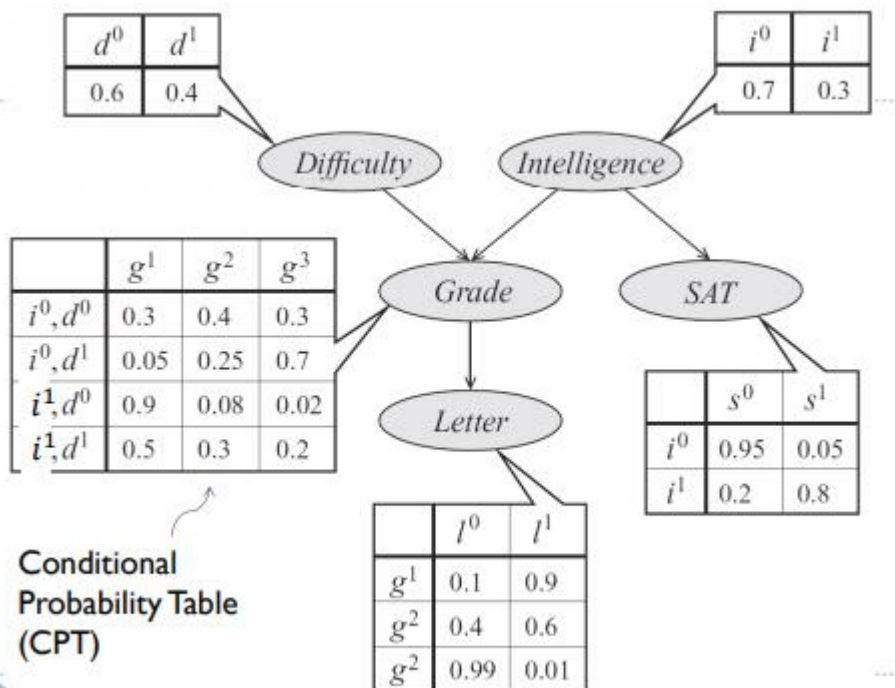 d⁰ d¹
0.6 0.4
i⁰ i¹
0.7 0.3
Difficulty
Intelligence
g¹ g² g³
i⁰,d⁰ 0.3 0.4 0.3
i⁰,d¹ 0.05 0.25 0.7
i¹,d⁰ 0.9 0.08 0.02
i¹,d¹ 0.5 0.3 0.2
Grade
SAT
Letter
s⁰ s¹
i⁰ 0.95 0.05
i¹ 0.2 0.8
l⁰ l¹
g¹ 0.1 0.9
g² 0.4 0.6
g² 0.99 0.01
Conditional
Probability Table
(CPT)